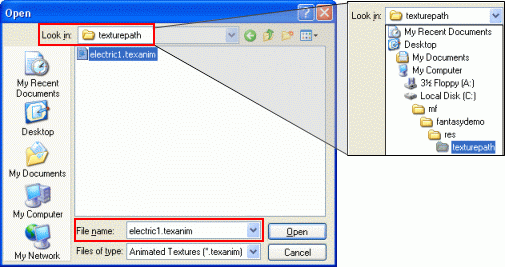 Open
Look in: texturepath
electric1.texanim
My Recent
Documents
Desktop
My Documents
My Computer
My Network
File name: electric1.texanim Open
Files of type: Animated Textures (*.texanim) Cancel
Look in: texturepath
My Recent Documents
Desktop
My Documents
My Computer
3½ Floppy (A:)
Local Disk (C:)
mf
fantasydemo
res
texturepath